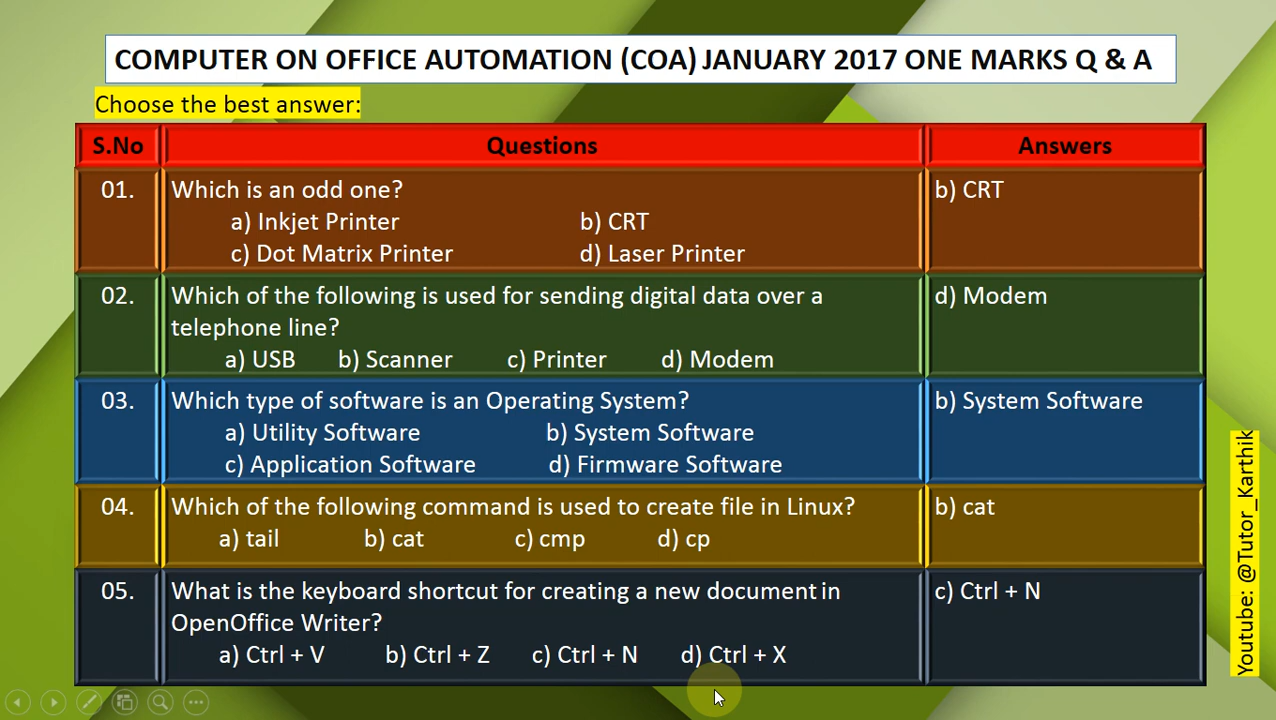 COMPUTER ON OFFICE AUTOMATION (COA) JANUARY 2017 ONE MARKS Q & A
Choose the best answer:
S.No Questions Answers
01. Which is an odd one? b) CRT
a) Inkjet Printer b) CRT
c) Dot Matrix Printer d) Laser Printer
02. Which of the following is used for sending digital data over a d) Modem
telephone line?
a) USB b) Scanner c) Printer d) Modem
03. Which type of software is an Operating System? b) System Software
a) Utility Software b) System Software
c) Application Software d) Firmware Software
04. Which of the following command is used to create file in Linux? b) cat
a) tail b) cat c) cmp d) cp
05. What is the keyboard shortcut for creating a new document in c) Ctrl + N
OpenOffice Writer?
a) Ctrl + V b) Ctrl + Z c) Ctrl + N d) Ctrl + X
Youtube: @Tutor_Karthik